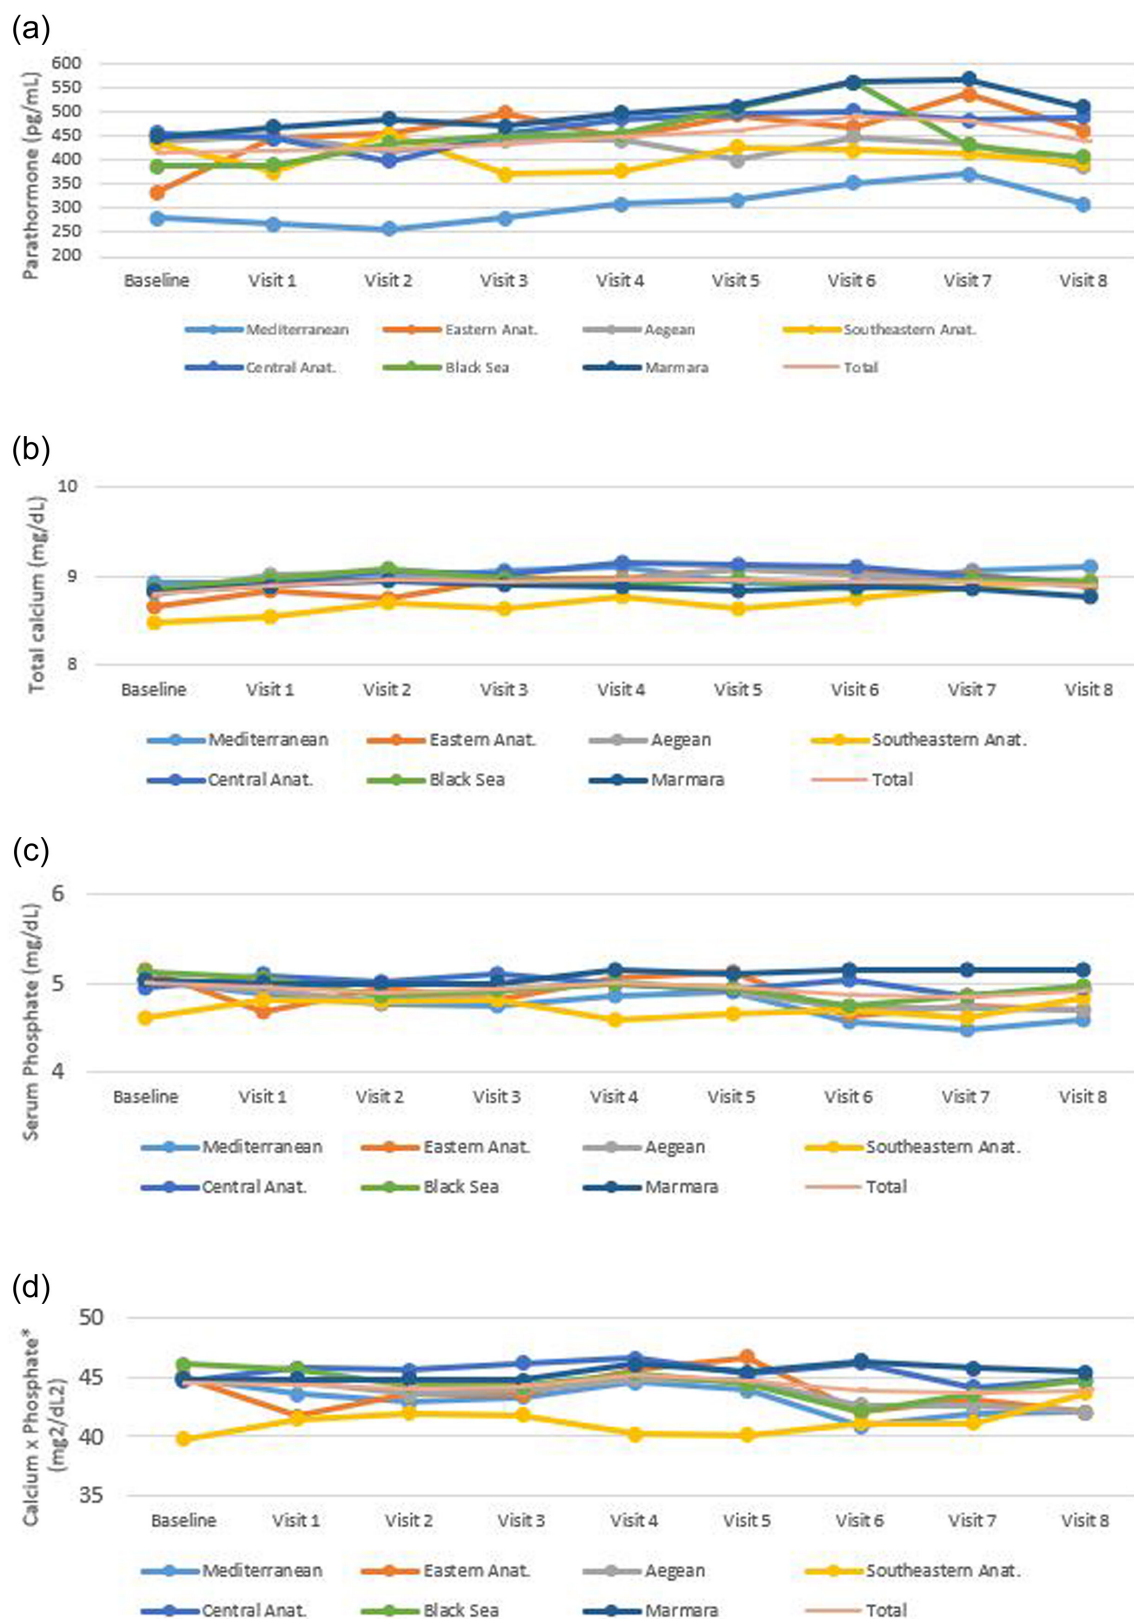 (a)
Parathormone (pg/mL)
600
550
500
450
400
350
300
250
200
Baseline Visit 1 Visit 2 Visit 3 Visit 4 Visit 5 Visit 6 Visit 7 Visit 8
Mediterranean Eastern Anat. Aegean Southeastern Anat.
Central Anat. Black Sea Marmara Total
(b)
Total calcium (mg/dL)
10
9
8
Baseline Visit 1 Visit 2 Visit 3 Visit 4 Visit 5 Visit 6 Visit 7 Visit 8
Mediterranean Eastern Anat. Aegean Southeastern Anat.
Central Anat. Black Sea Marmara Total
(c)
Serum Phosphate (mg/dL)
6
5
4
Baseline Visit 1 Visit 2 Visit 3 Visit 4 Visit 5 Visit 6 Visit 7 Visit 8
Mediterranean Eastern Anat. Aegean Southeastern Anat.
Central Anat. Black Sea Marmara Total
(d)
Calcium x Phosphate*
(mg2/dL2)
50
45
40
35
Baseline Visit 1 Visit 2 Visit 3 Visit 4 Visit 5 Visit 6 Visit 7 Visit 8
Mediterranean Eastern Anat. Aegean Southeastern Anat.
Central Anat. Black Sea Marmara Total